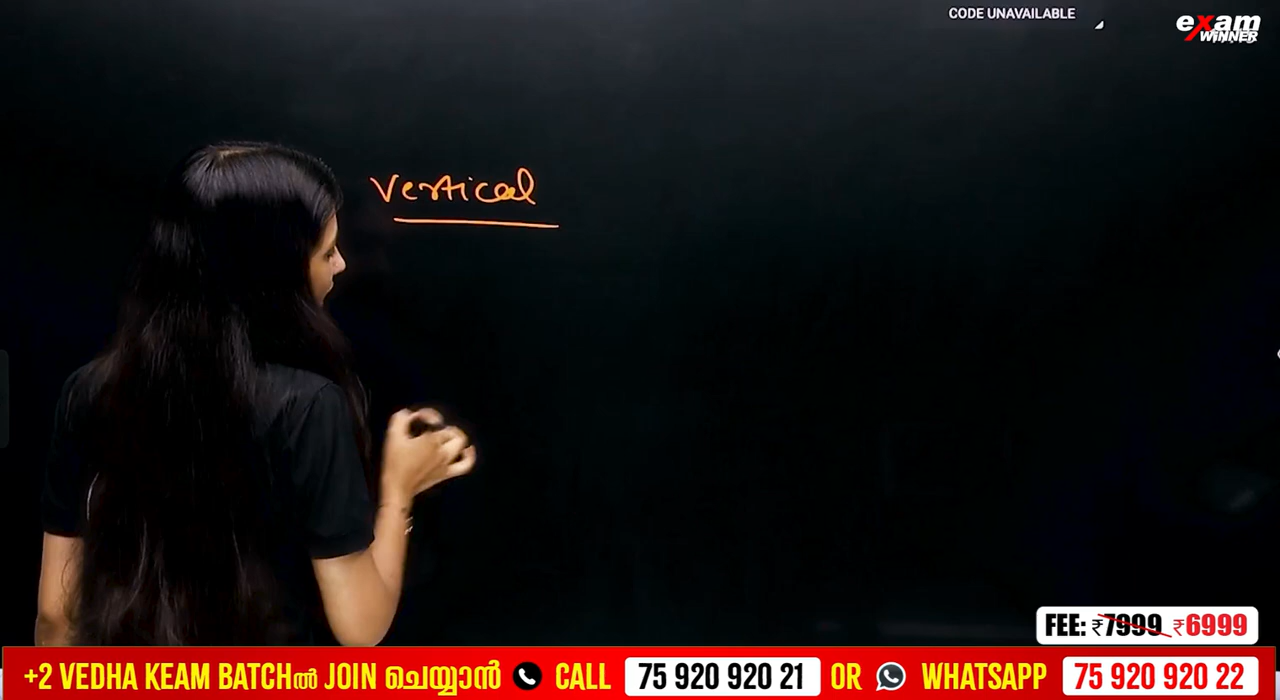 CODE UNAVAILABLE
exam
WINNER
Vertical
FEE: ₹7999 ₹6999
+2 VEDHA KEAM BATCHൽ JOIN ചെയ്യാൻ CALL 75 920 920 21 OR WHATSAPP 75 920 920 22